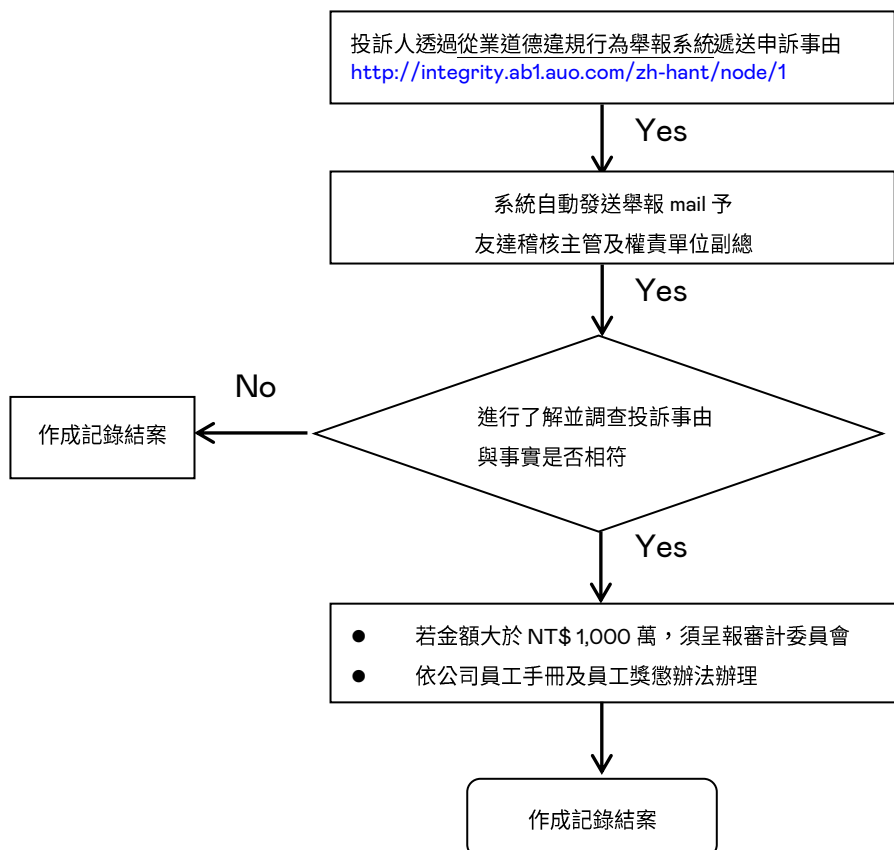 投訴人透過從業道德違規行為舉報系統遞送申訴事由
http://integrity.ab1.auo.com/zh-hant/node/1
Yes
系統自動發送舉報 mail 予
友達稽核主管及權責單位副總
Yes
No
作成記錄結案
進行了解並調查投訴事由
與事實是否相符
Yes
● 若金額大於 NT$ 1,000 萬，須呈報審計委員會
● 依公司員工手冊及員工獎懲辦法辦理
作成記錄結案